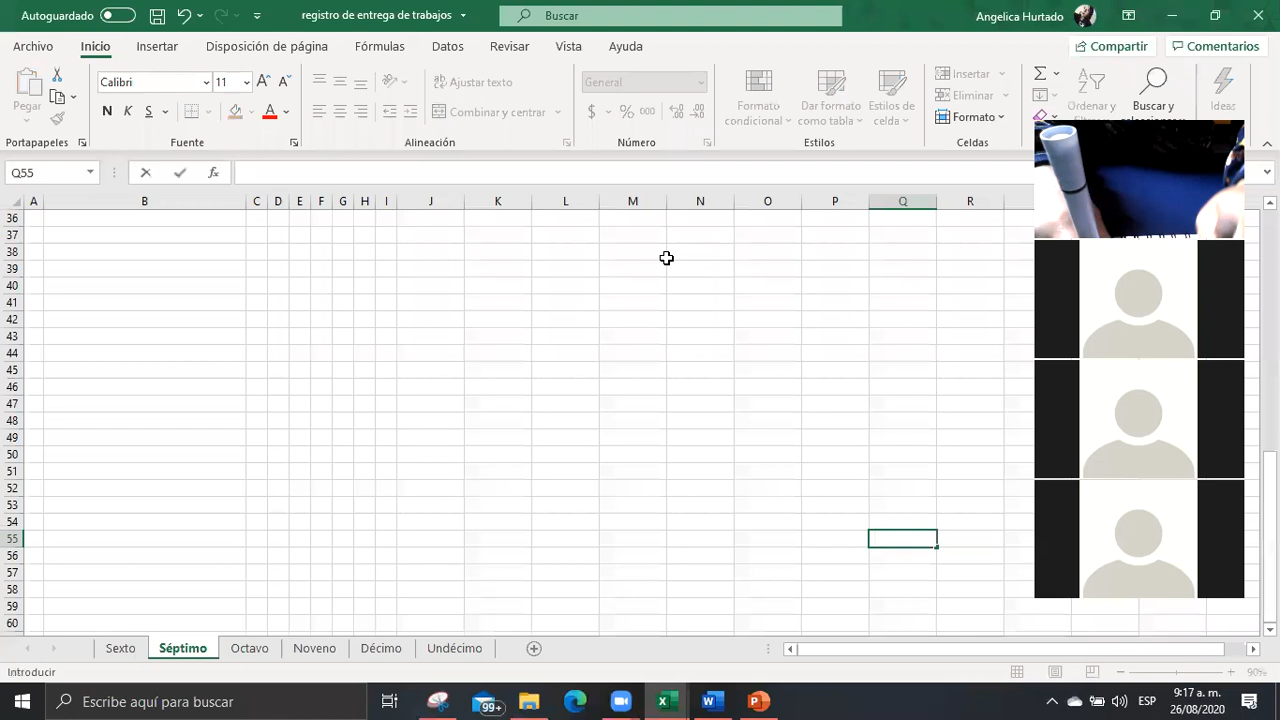 Autoguardado
registro de entrega de trabajos
Buscar
Angelica Hurtado
Archivo Inicio Insertar Disposición de página Fórmulas Datos Revisar Vista Ayuda
Compartir Comentarios
Calibri 11 A A
Ajustar texto
General
Insertar
Pegar
Formato condicional
Dar formato como tabla
Estilos de celda
Eliminar
Ordenar y
Buscar y
Ideas
N K S A
Combinar y centrar
$ % 000
Formato
Portapapeles Fuente Alineación Número Estilos Celdas
Q55 fx
A B C D E F G H I J K L M N O P Q R
36
37
38
39
40
41
42
43
44
45
46
47
48
49
50
51
52
53
54
55
56
57
58
59
60
Sexto Séptimo Octavo Noveno Décimo Undécimo
Introducir
90%
Escribe aquí para buscar
99+
ESP
9:17 a. m.
26/08/2020